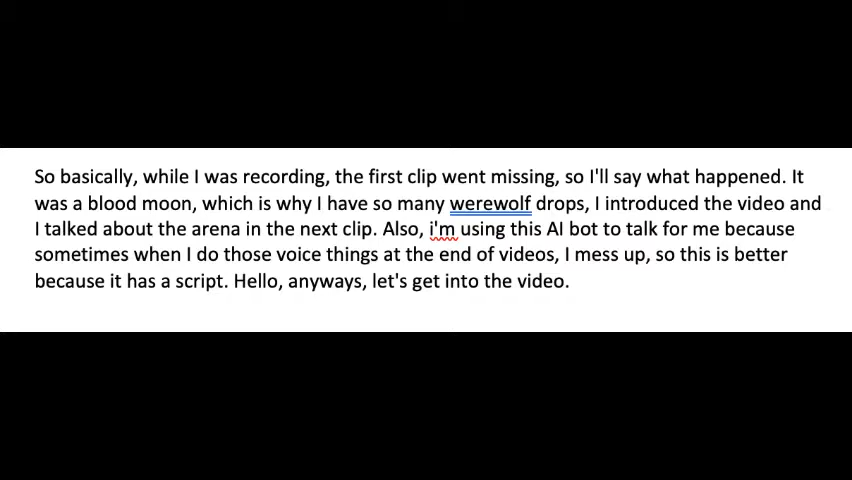 So basically, while I was recording, the first clip went missing, so I'll say what happened. It
was a blood moon, which is why I have so many werewolf drops, I introduced the video and
I talked about the arena in the next clip. Also, i'm using this AI bot to talk for me because
sometimes when I do those voice things at the end of videos, I mess up, so this is better
because it has a script. Hello, anyways, let's get into the video.